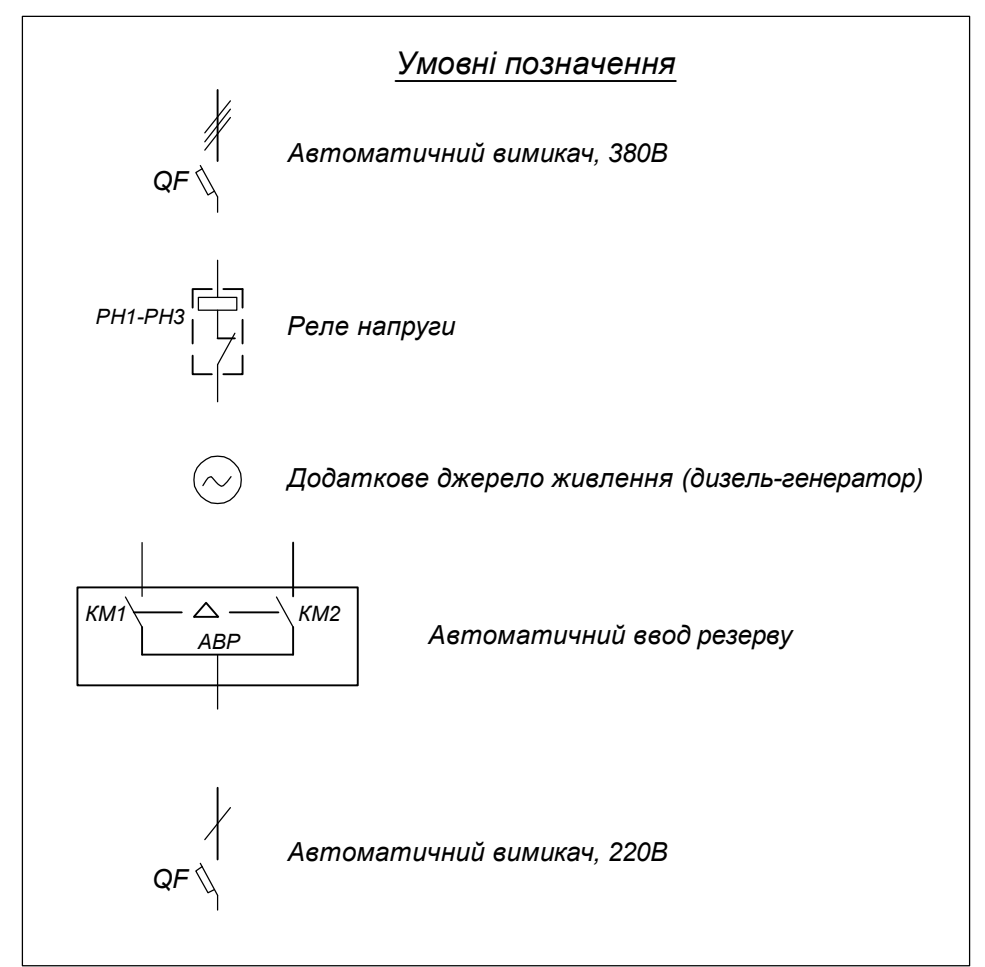 Умовні позначення
Автоматичний вимикач, 380В
QF
РН1-РН3
Реле напруги
Додаткове джерело живлення (дизель-генератор)
КМ1
КМ2
АВР
Автоматичний ввод резерву
Автоматичний вимикач, 220В
QF